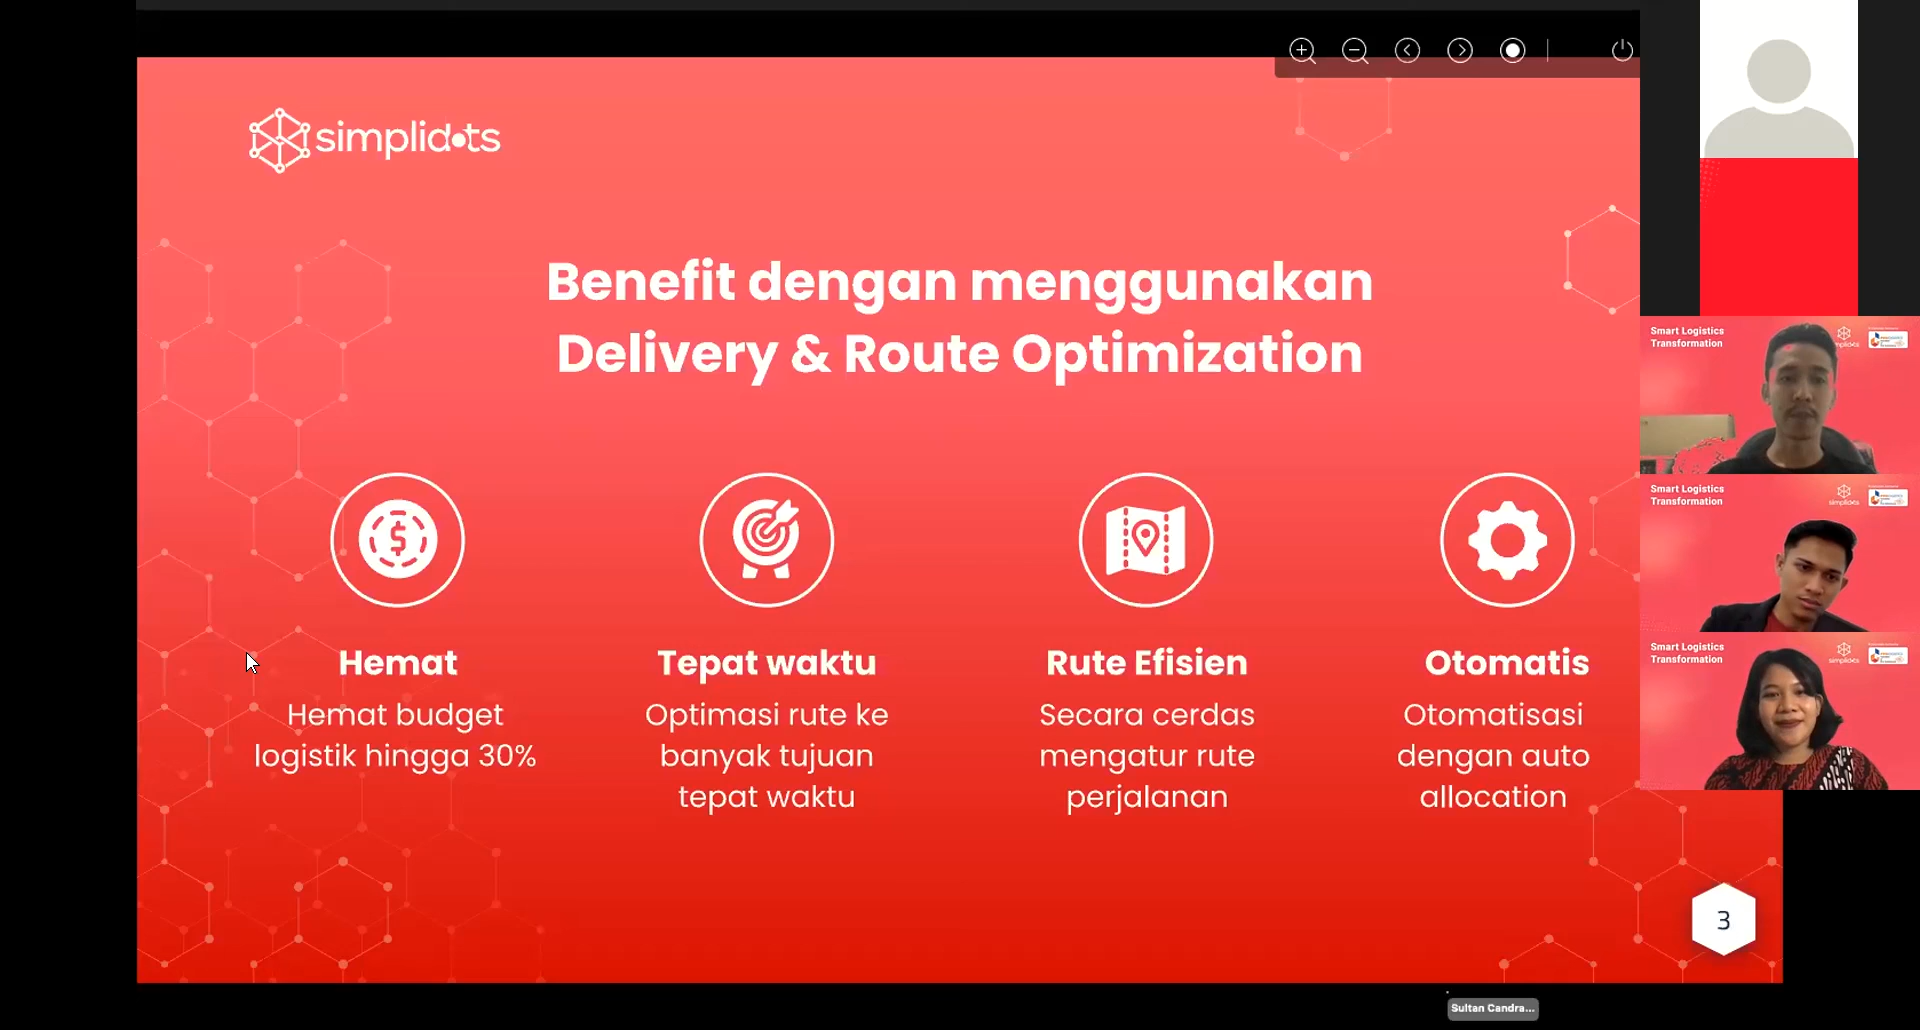 simplidots
Benefit dengan menggunakan
Delivery & Route Optimization
Hemat
Hemat budget
logistik hingga 30%
Tepat waktu
Optimasi rute ke
banyak tujuan
tepat waktu
Rute Efisien
Secara cerdas
mengatur rute
perjalanan
Otomatis
Otomatisasi
dengan auto
allocation
3
Smart Logistics
Transformation
Smart Logistics
Transformation
simplidots
Smart Logistics
Transformation
simplidots
Sultan Candra...